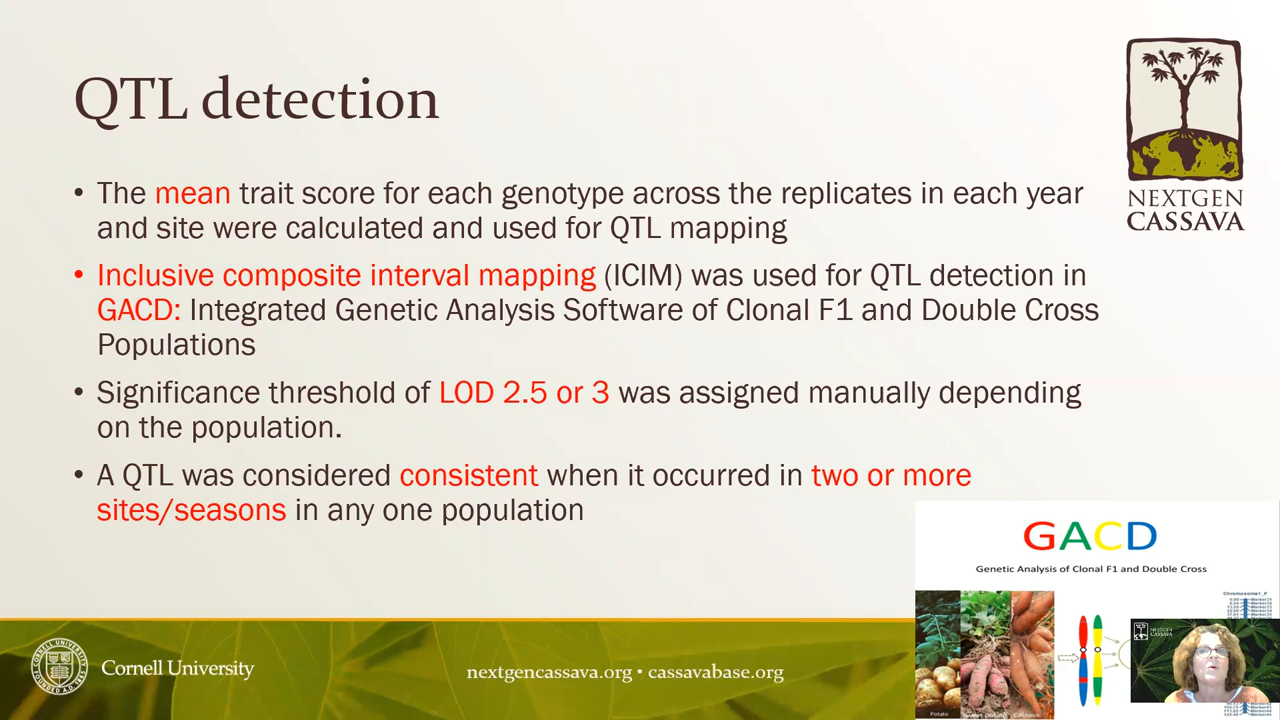 QTL detection
• The mean trait score for each genotype across the replicates in each year
and site were calculated and used for QTL mapping
• Inclusive composite interval mapping (ICIM) was used for QTL detection in
GACD: Integrated Genetic Analysis Software of Clonal F1 and Double Cross
Populations
• Significance threshold of LOD 2.5 or 3 was assigned manually depending
on the population.
• A QTL was considered consistent when it occurred in two or more
sites/seasons in any one population
NEXTGEN
CASSAVA
GACD
Genetic Analysis of Clonal F1 and Double Cross
Potato
Cassava
NEXTGEN
CASSAVA
Cornell University
nextgencassava.org • cassavabase.org